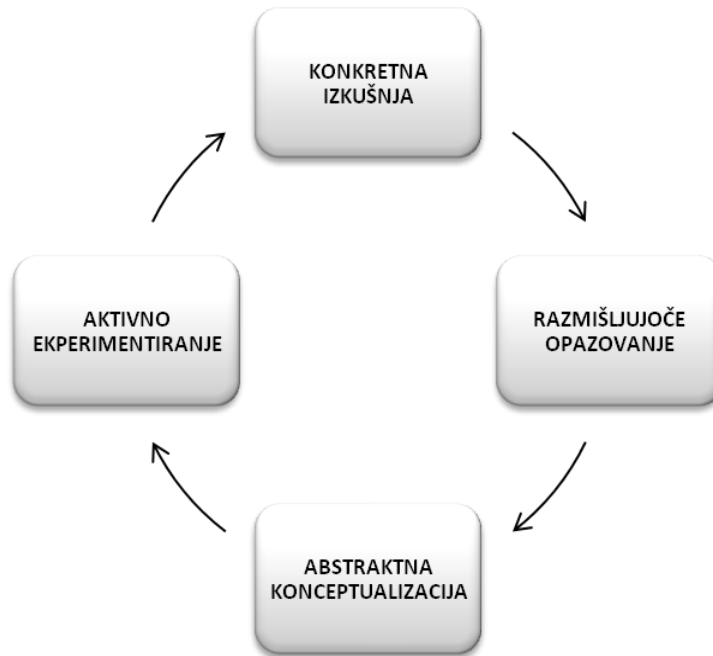 KONKRETNA
IZKUŠNJA
RAZMIŠLJUJOČE
OPAZOVANJE
ABSTRAKTNA
KONCEPTUALIZACIJA
AKTIVNO
EKPERIMENTIRANJE